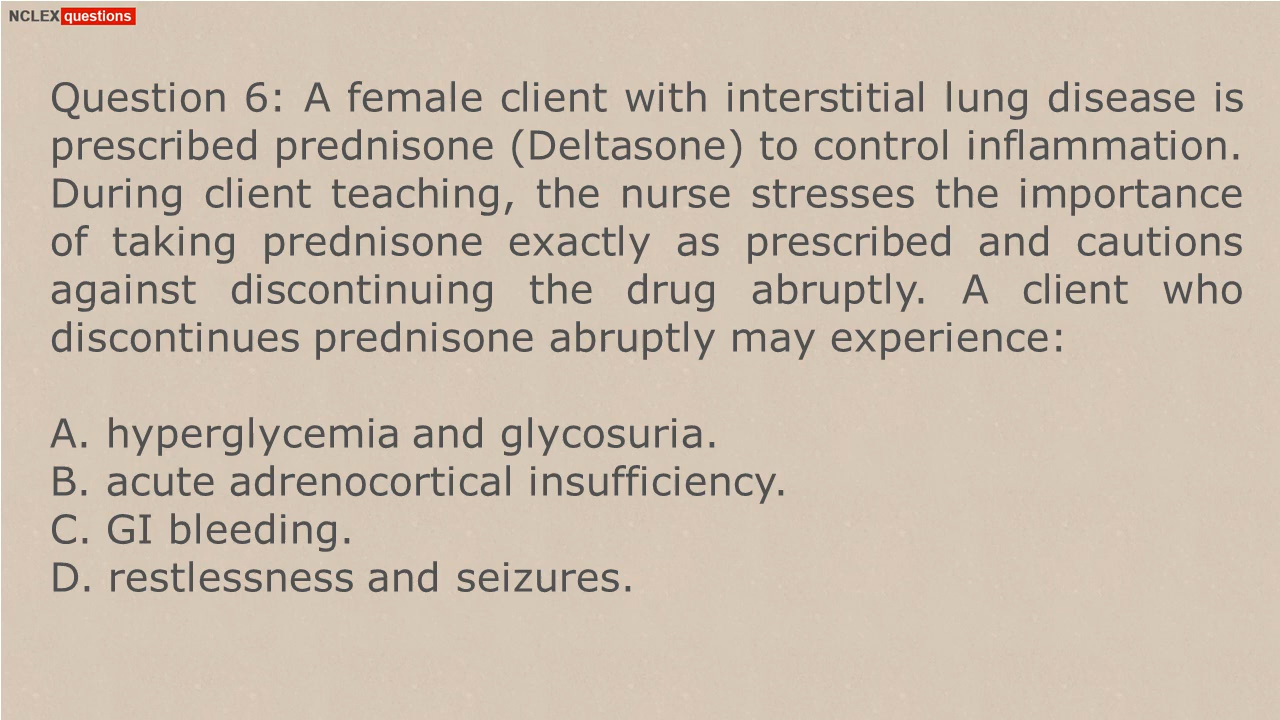 NCLEX questions
Question 6: A female client with interstitial lung disease is
prescribed prednisone (Deltasone) to control inflammation.
During client teaching, the nurse stresses the importance
of taking prednisone exactly as prescribed and cautions
against discontinuing the drug abruptly. A client who
discontinues prednisone abruptly may experience:
A. hyperglycemia and glycosuria.
B. acute adrenocortical insufficiency.
C. GI bleeding.
D. restlessness and seizures.